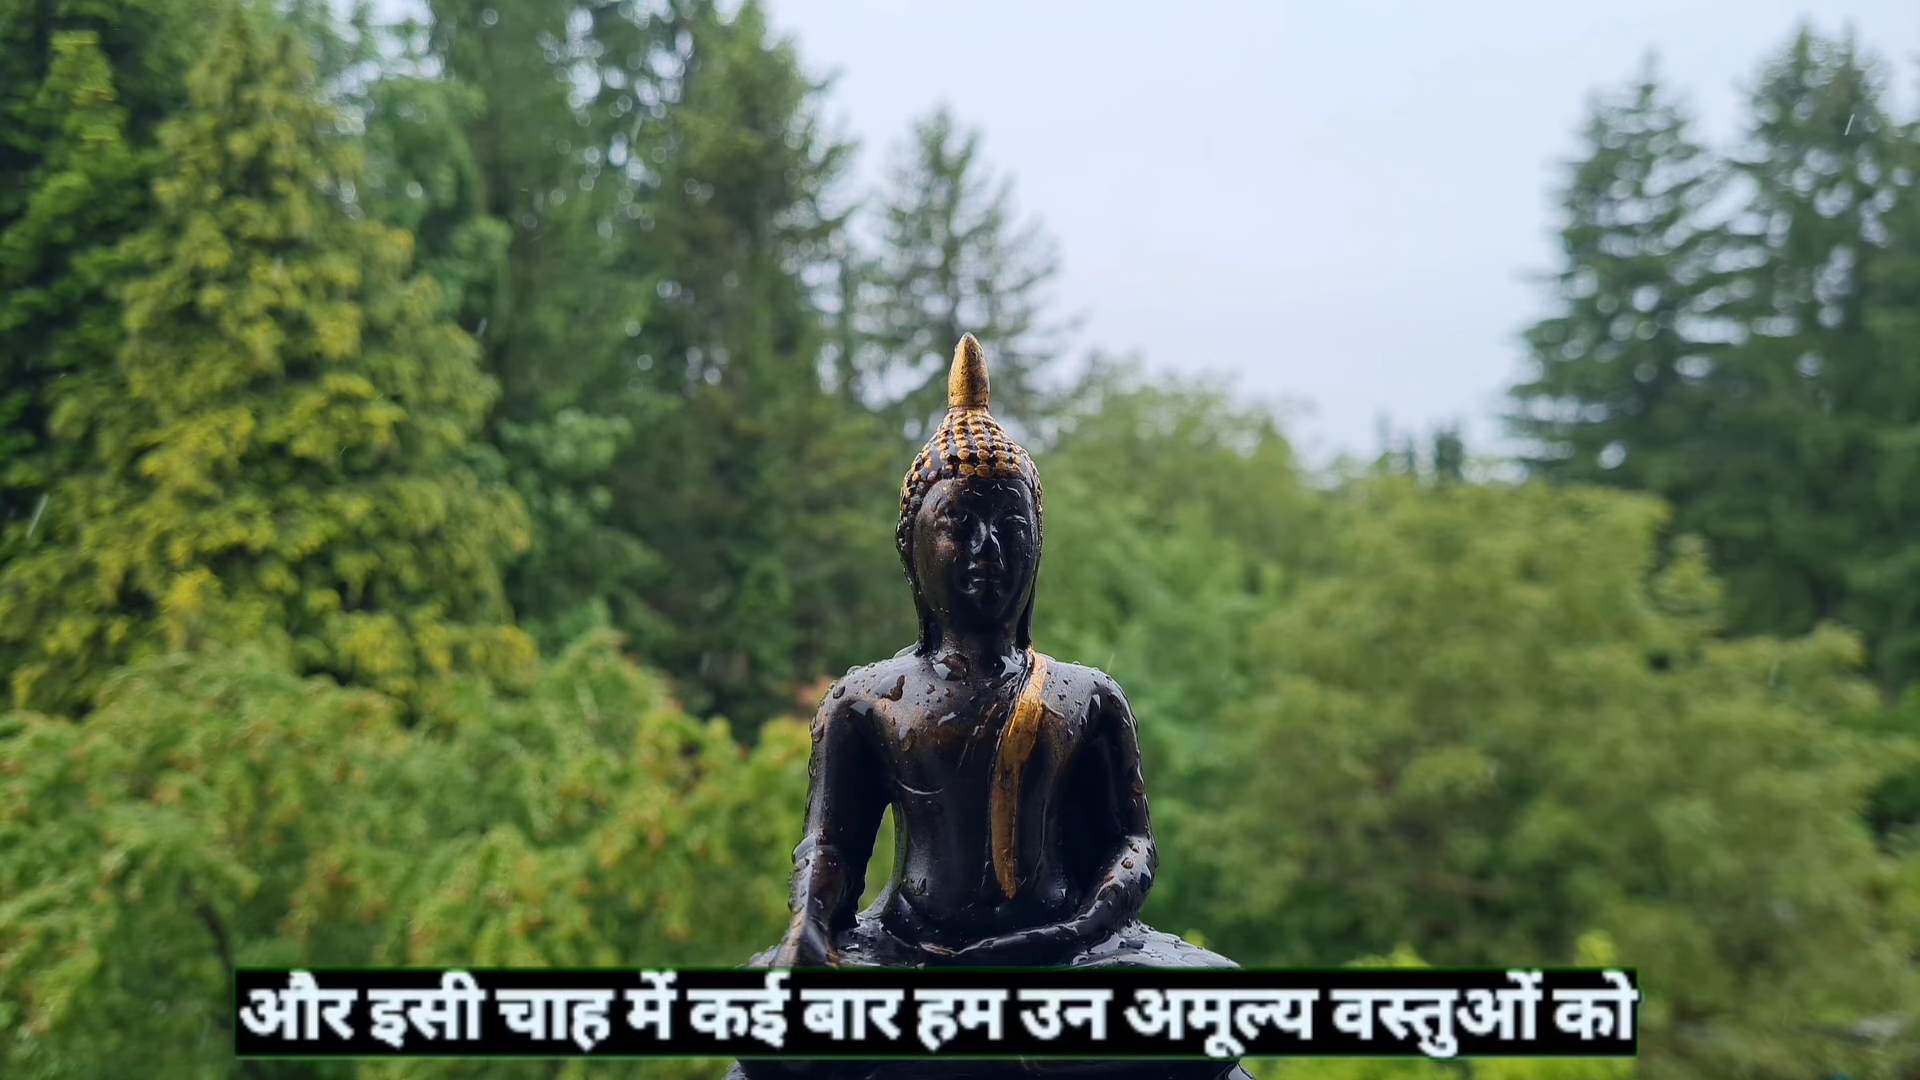 और इसी चाह में कई बार हम उन अमूल्य वस्तुओं को